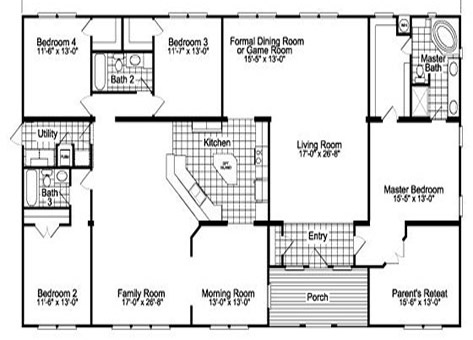 Bedroom 4
11'-6" x 13'-0"
Bedroom 3
11'-7" x 13'-0"
Formal Dining Room
or Game Room
15'-5" x 13'-0"
Bath 2
Master
Bath
Utility
Kitchen
Living Room
17'-0" x 26'-8"
Bath
3
Master Bedroom
15'-5" x 13'-0"
Entry
Bedroom 2
11'-6" x 13'-0"
Family Room
17'-0" x 26'-8"
Morning Room
10'-0" x 13'-0"
Porch
Parent's Retreat
15'-6" x 13'-0"